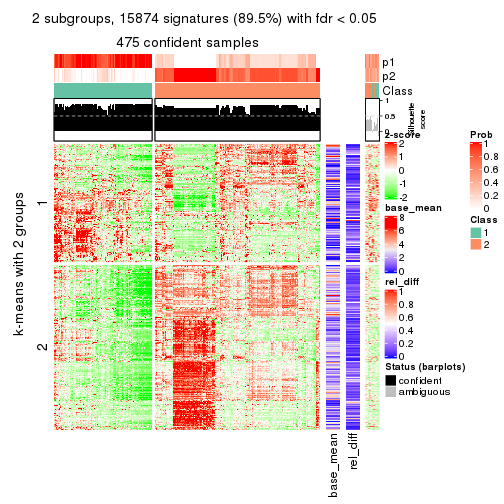 2 subgroups, 15874 signatures (89.5%) with fdr < 0.05
475 confident samples
p1
p2
Class
1
0.5
0
Silhouette
score
k-means with 2 groups
1
2
base_mean
rel_diff
z-score
2
1
0
-1
-2
base_mean
8
6
4
2
0
rel_diff
1
0.8
0.6
0.4
0.2
0
Status (barplots)
confident
ambiguous
Prob
1
0.8
0.6
0.4
0.2
0
Class
1
2